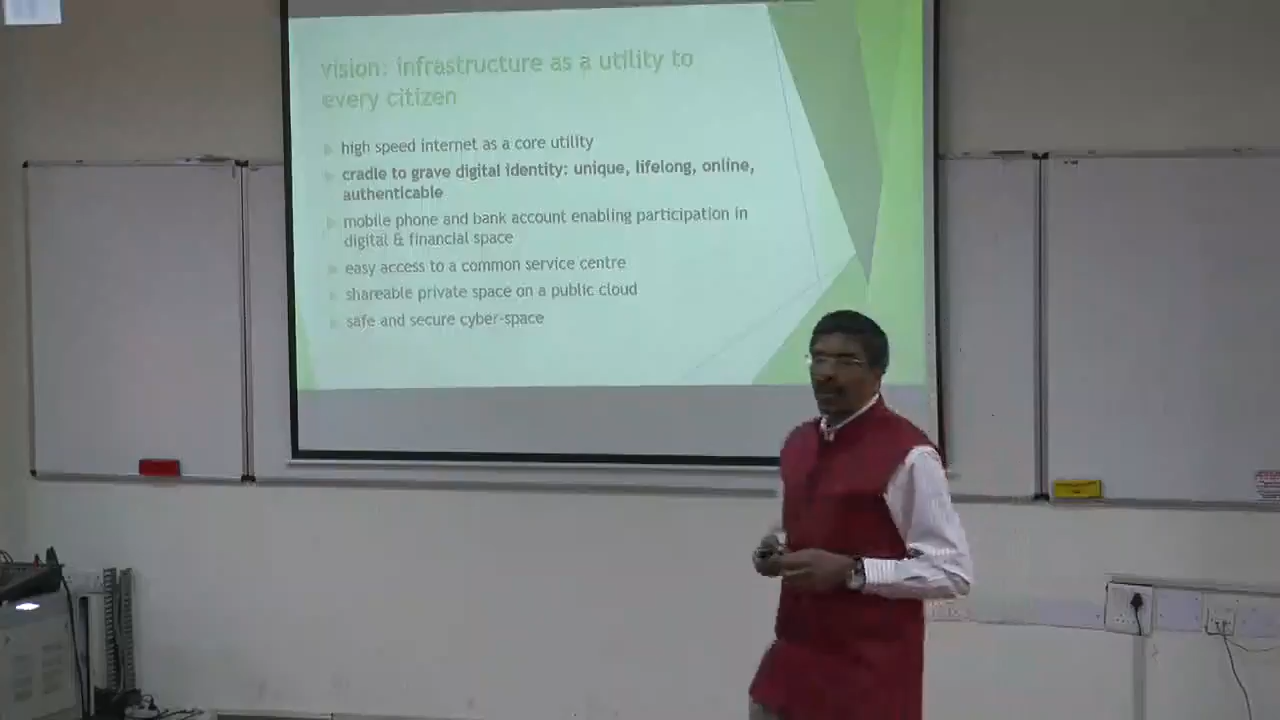 vision: infrastructure as a utility to
every citizen
high speed internet as a core utility
cradle to grave digital identity: unique, lifelong, online,
authenticable
mobile phone and bank account enabling participation in
digital & financial space
easy access to a common service centre
shareable private space on a public cloud
safe and secure cyber-space